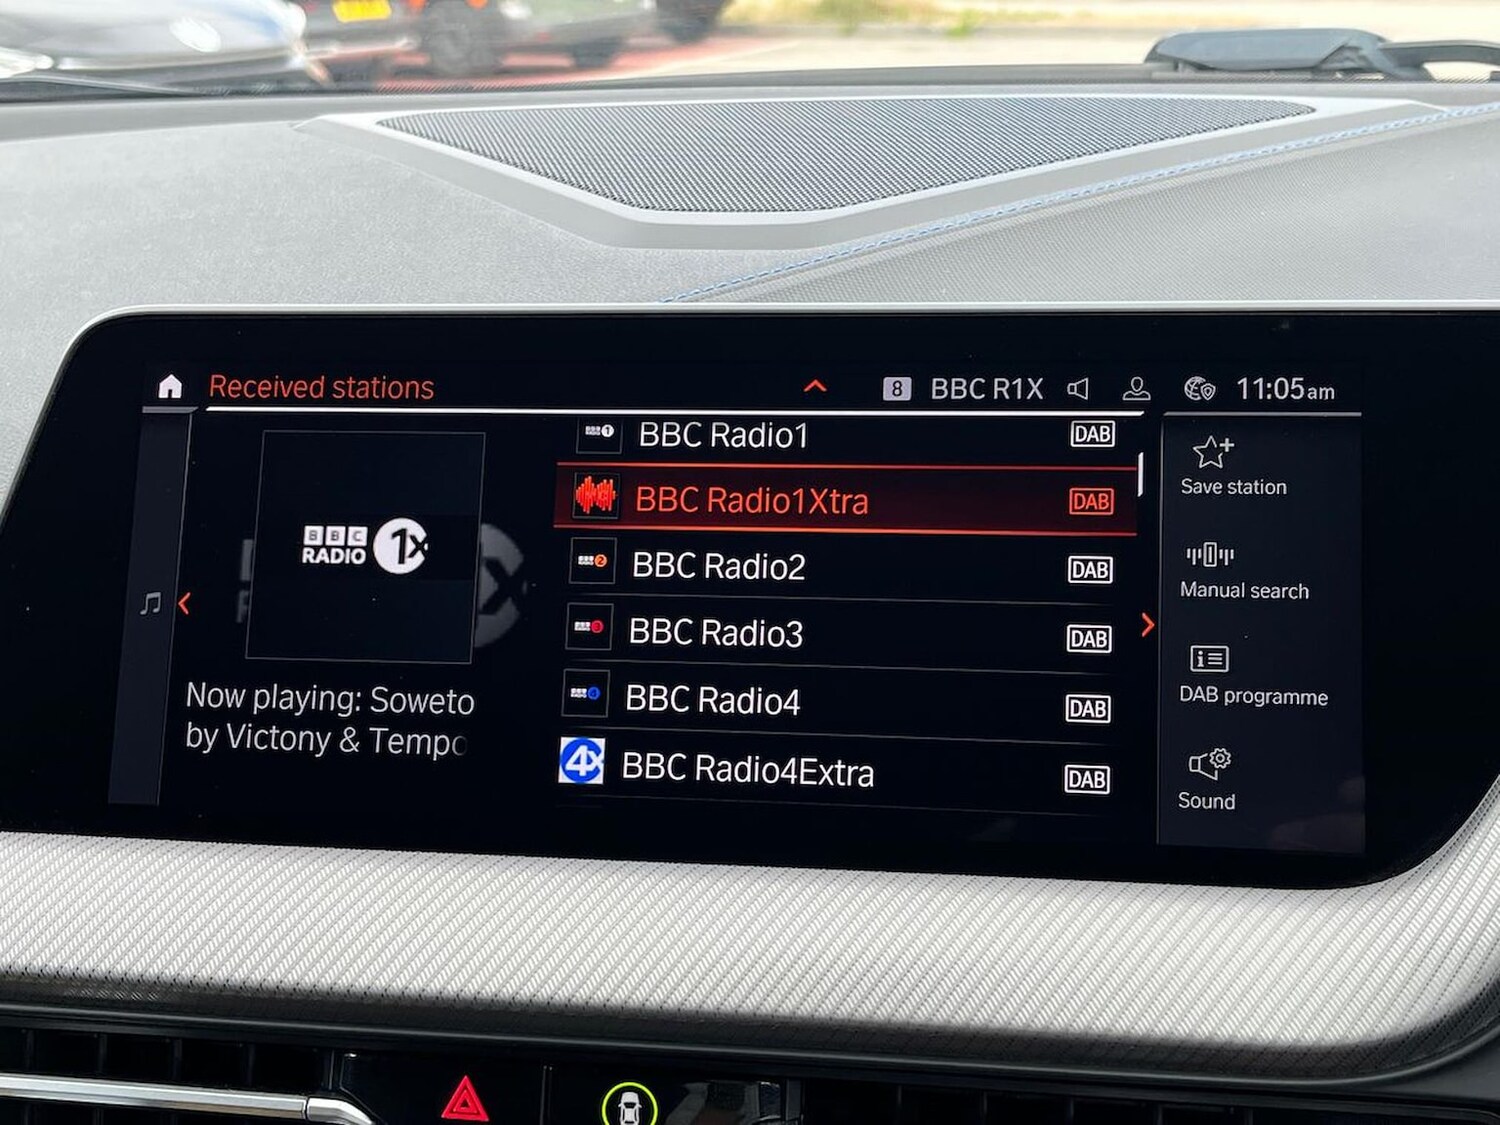 Received stations
8 BBC R1X
11:05am
BBC Radio1 DAB
BBC Radio1Xtra DAB
BBC Radio2 DAB
BBC Radio3 DAB
BBC Radio4 DAB
4X BBC Radio4Extra DAB
BBC
RADIO 1X
Now playing: Soweto
by Victony & Tempo
Save station
Manual search
DAB programme
Sound